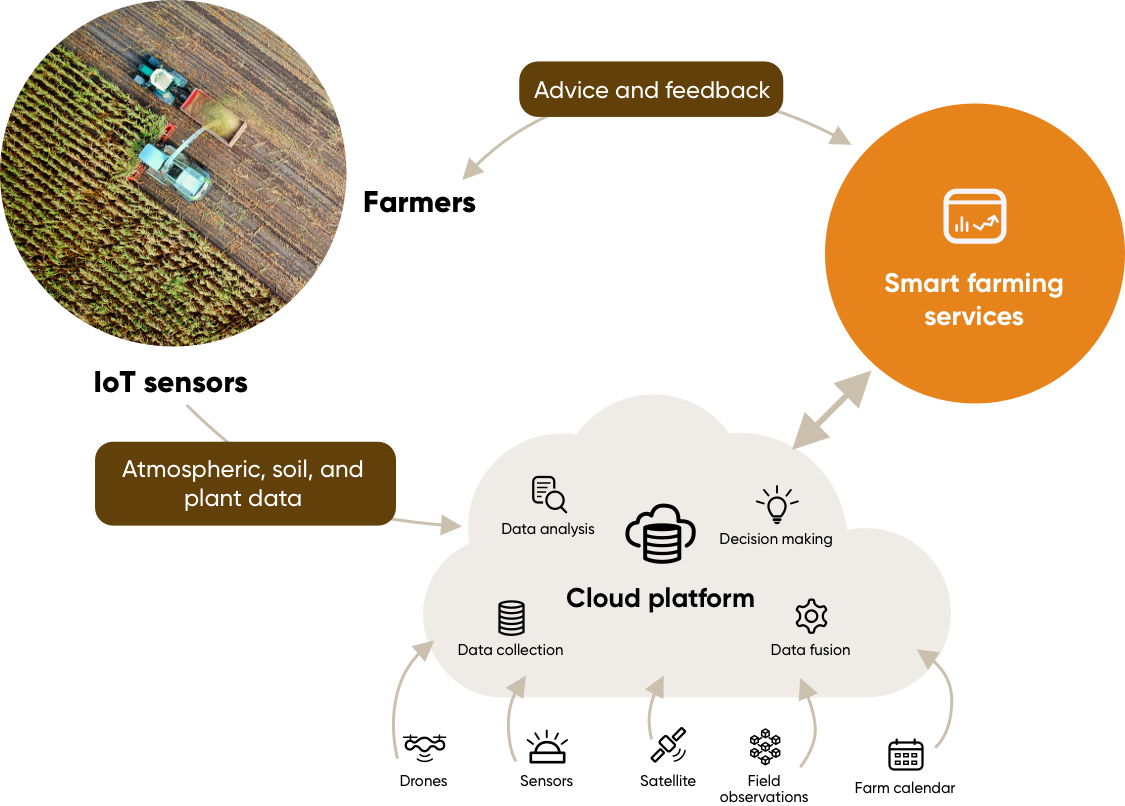 Advice and feedback
Farmers
Smart farming
services
IoT sensors
Atmospheric, soil, and
plant data
Data analysis
Decision making
Cloud platform
Data collection
Data fusion
Drones
Sensors
Satellite
Field
observations
Farm calendar